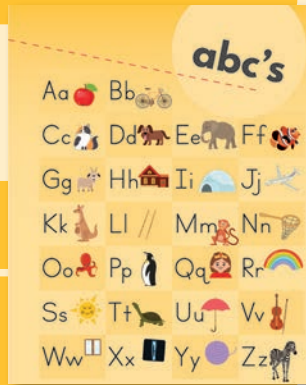 abc's
Aa Bb
Cc Dd Ee Ff
Gg Hh Ii Jj
Kk Ll Mm Nn
Oo Pp Qq Rr
Ss Tt Uu Vv
Ww Xx Yy Zz